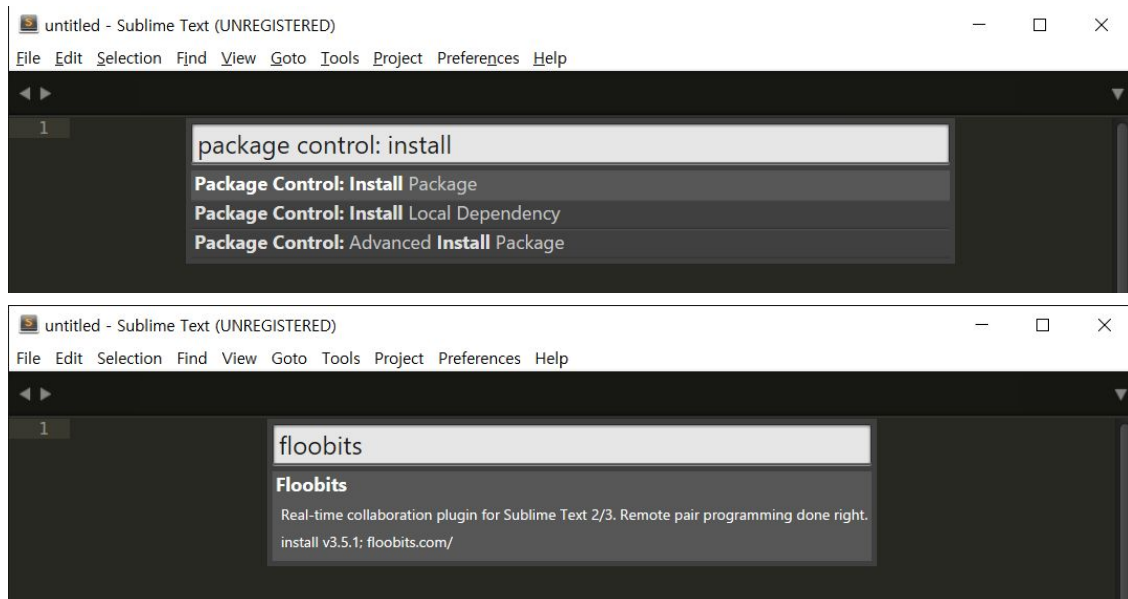 untitled - Sublime Text (UNREGISTERED)
File Edit Selection Find View Goto Tools Project Preferences Help
1
package control: install
Package Control: Install Package
Package Control: Install Local Dependency
Package Control: Advanced Install Package
untitled - Sublime Text (UNREGISTERED)
File Edit Selection Find View Goto Tools Project Preferences Help
1
floobits
Floobits
Real-time collaboration plugin for Sublime Text 2/3. Remote pair programming done right.
install v3.5.1; floobits.com/